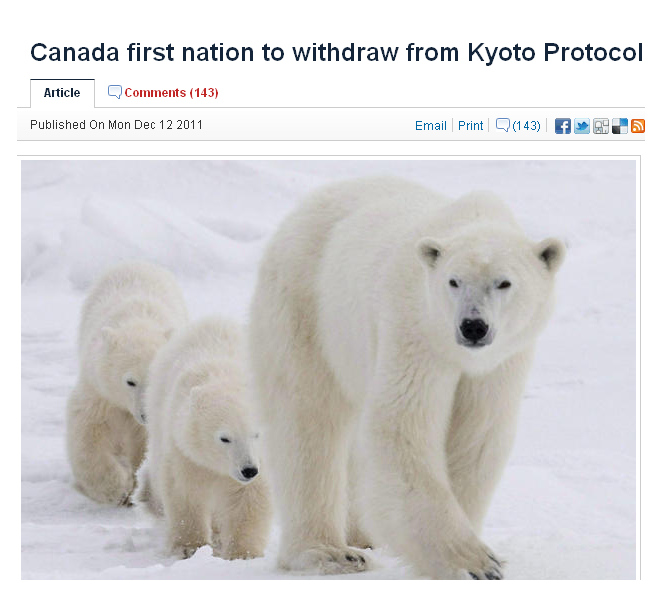 Canada first nation to withdraw from Kyoto Protocol
Article Comments (143)
Published On Mon Dec 12 2011 Email Print (143)